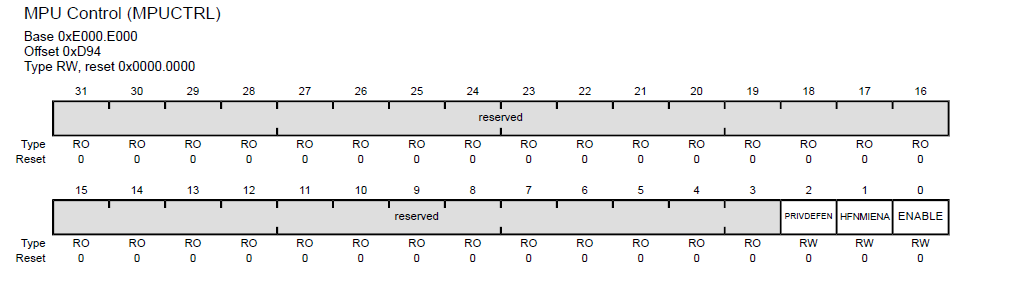 MPU Control (MPUCTRL)
Base 0xE000.E000
Offset 0xD94
Type RW, reset 0x0000.0000
31 30 29 28 27 26 25 24 23 22 21 20 19 18 17 16
reserved
Type RO RO RO RO RO RO RO RO RO RO RO RO RO RO RO RO
Reset 0 0 0 0 0 0 0 0 0 0 0 0 0 0 0 0
15 14 13 12 11 10 9 8 7 6 5 4 3 2 1 0
reserved PRIVDEFEN HFNMIENA ENABLE
Type RO RO RO RO RO RO RO RO RO RO RO RO RO RW RW RW
Reset 0 0 0 0 0 0 0 0 0 0 0 0 0 0 0 0